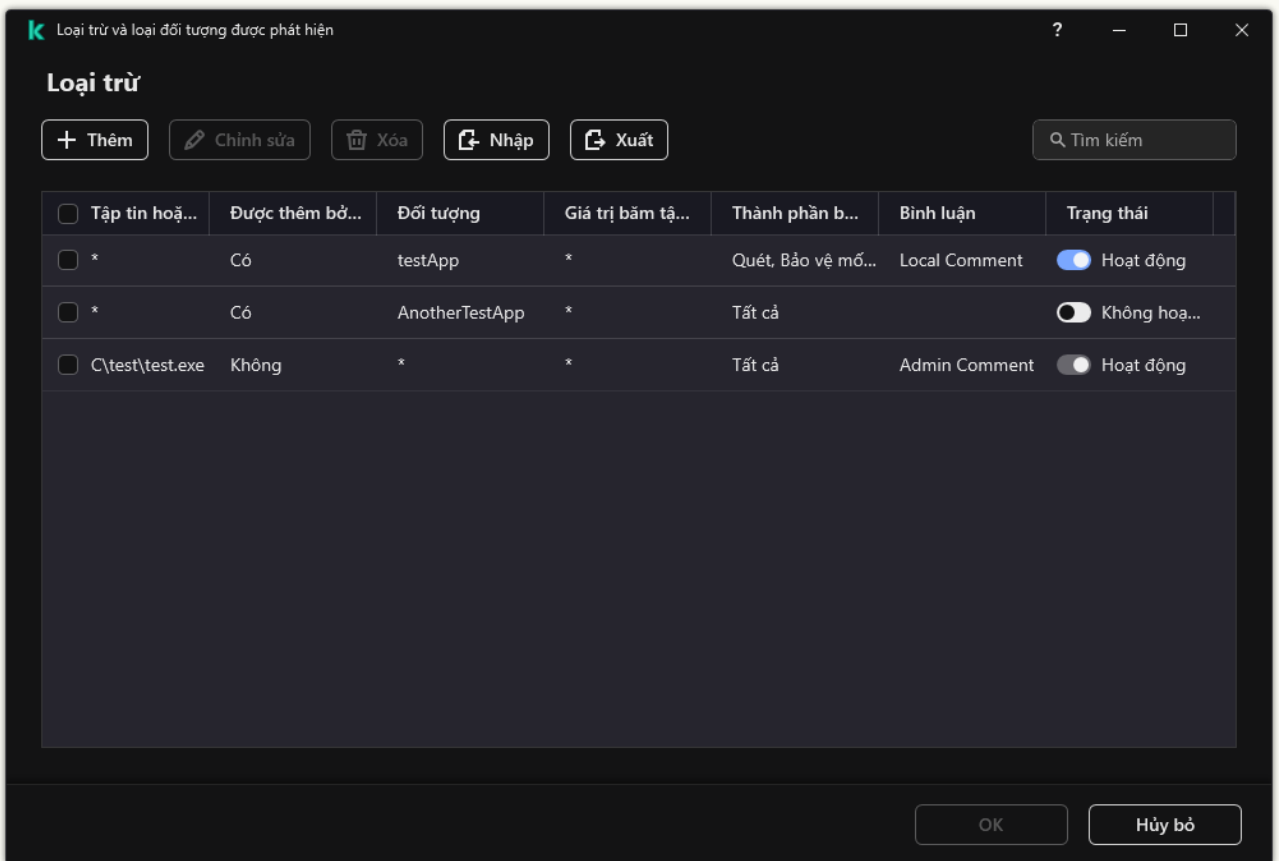 Loại trừ và loại đối tượng được phát hiện
Loại trừ
Thêm Chỉnh sửa Xóa Nhập Xuất Tìm kiếm
Tập tin hoặ... Được thêm bở... Đối tượng Giá trị băm tậ... Thành phần b... Bình luận Trạng thái
* Có testApp * Quét, Bảo vệ mố... Local Comment Hoạt động
* Có AnotherTestApp * Tất cả Không hoạ...
C\test\test.exe Không * * Tất cả Admin Comment Hoạt động
OK Hủy bỏ